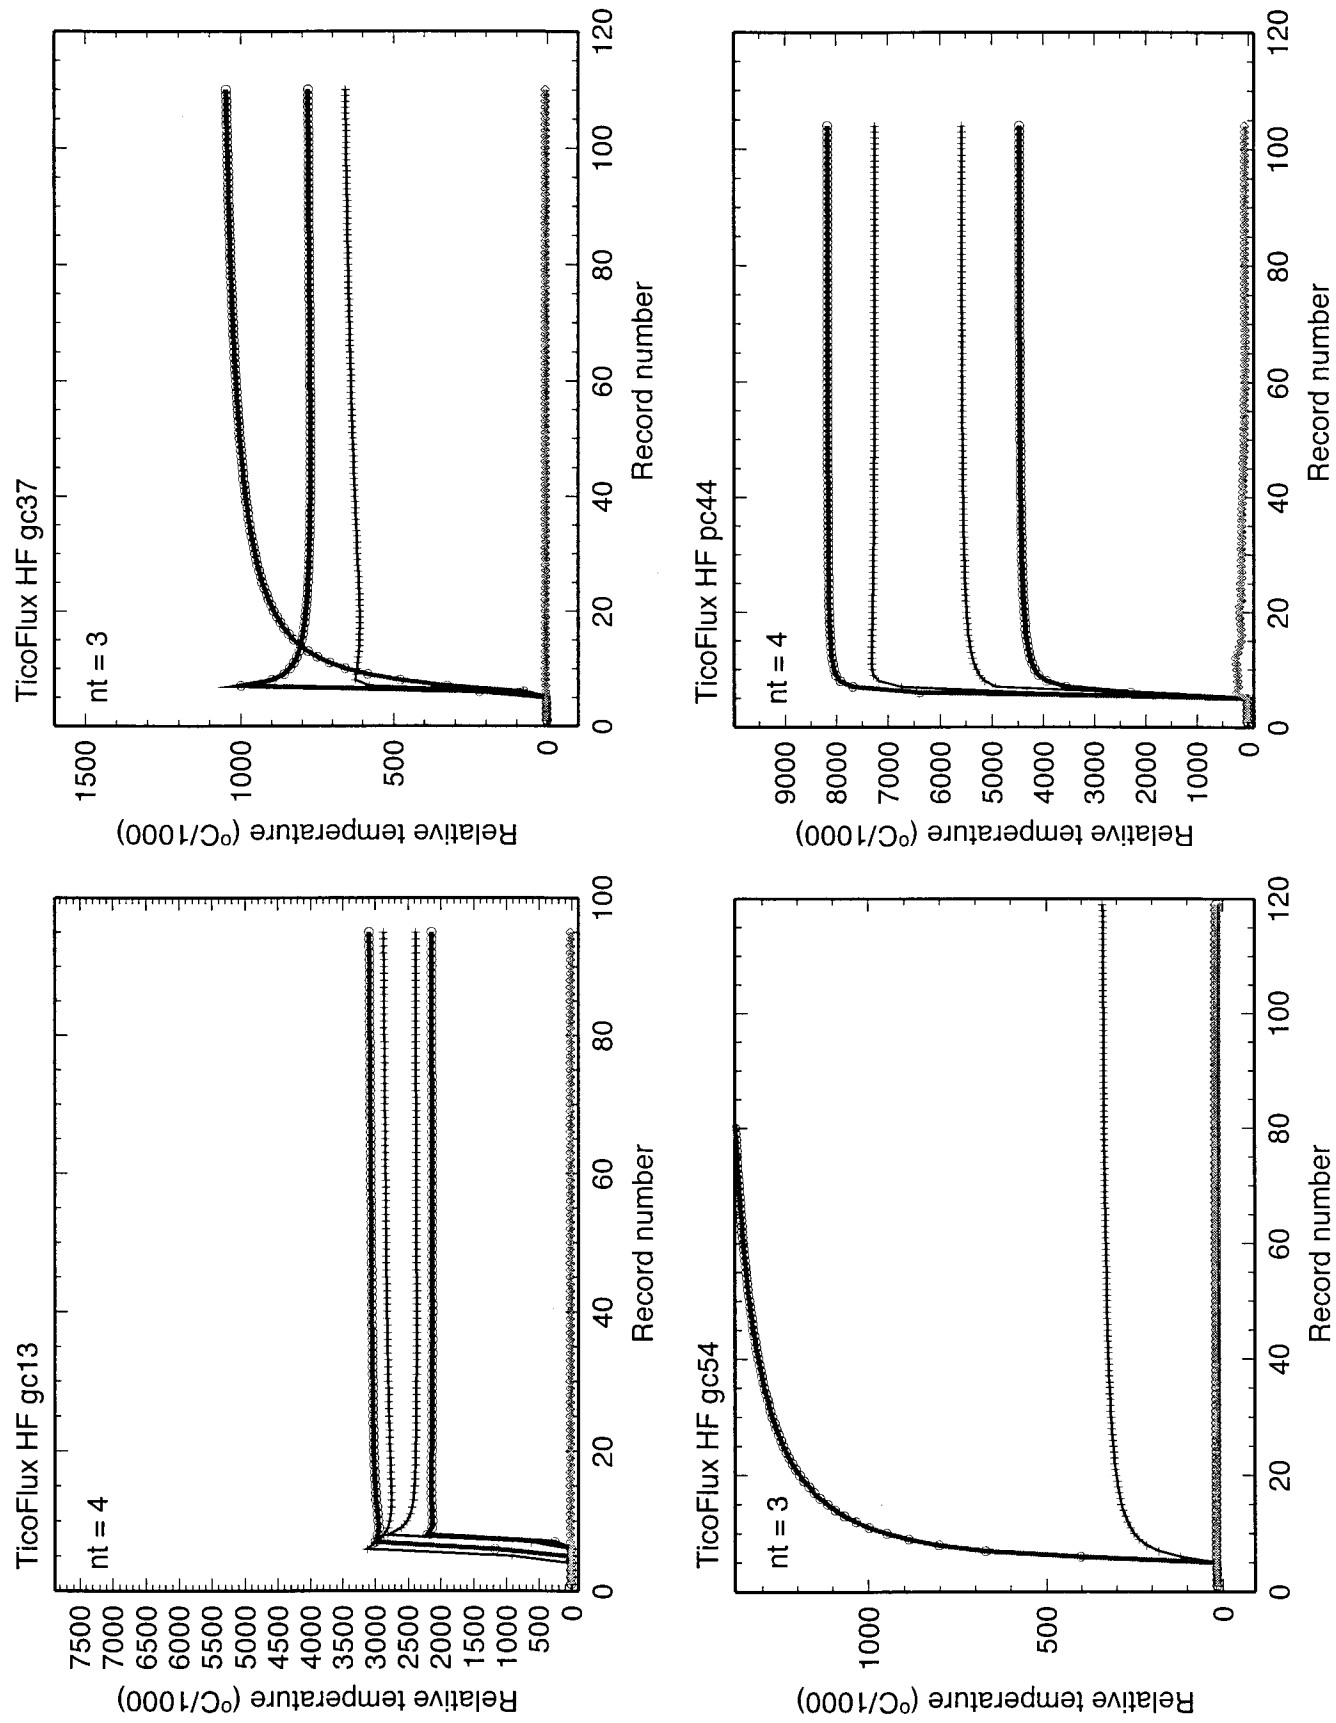 TicoFlux HF gc13
nt = 4
Relative temperature (°C/1000)
7500
7000
6500
6000
5500
5000
4500
4000
3500
3000
2500
2000
1500
1000
500
0
0 20 40 60 80 100
Record number
TicoFlux HF gc37
nt = 3
Relative temperature (°C/1000)
1500
1000
500
0
0 20 40 60 80 100 120
Record number
TicoFlux HF gc54
nt = 3
Relative temperature (°C/1000)
1000
500
0
0 20 40 60 80 100 120
Record number
TicoFlux HF pc44
nt = 4
Relative temperature (°C/1000)
9000
8000
7000
6000
5000
4000
3000
2000
1000
0
0 20 40 60 80 100 120
Record number